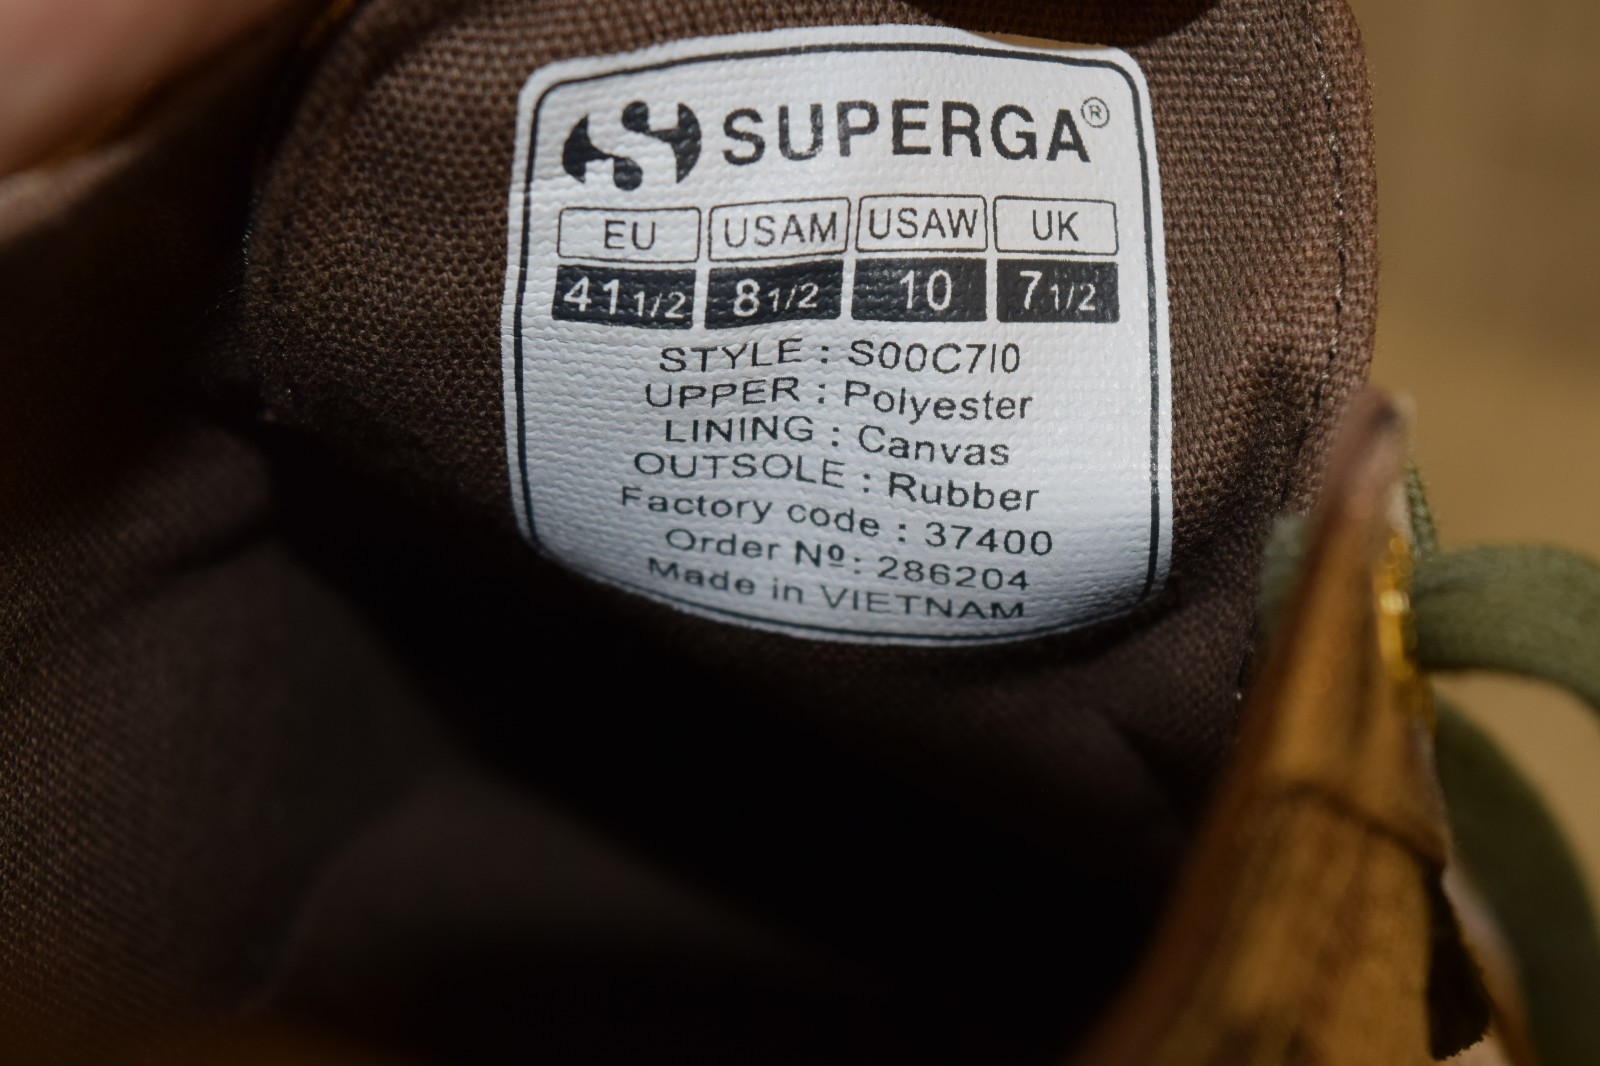 SUPERGA®
EU USAM USAW UK
41 1/2 8 1/2 10 7 1/2
STYLE : S00C7I0
UPPER : Polyester
LINING : Canvas
OUTSOLE : Rubber
Factory code : 37400
Order Nº: 286204
Made in VIETNAM